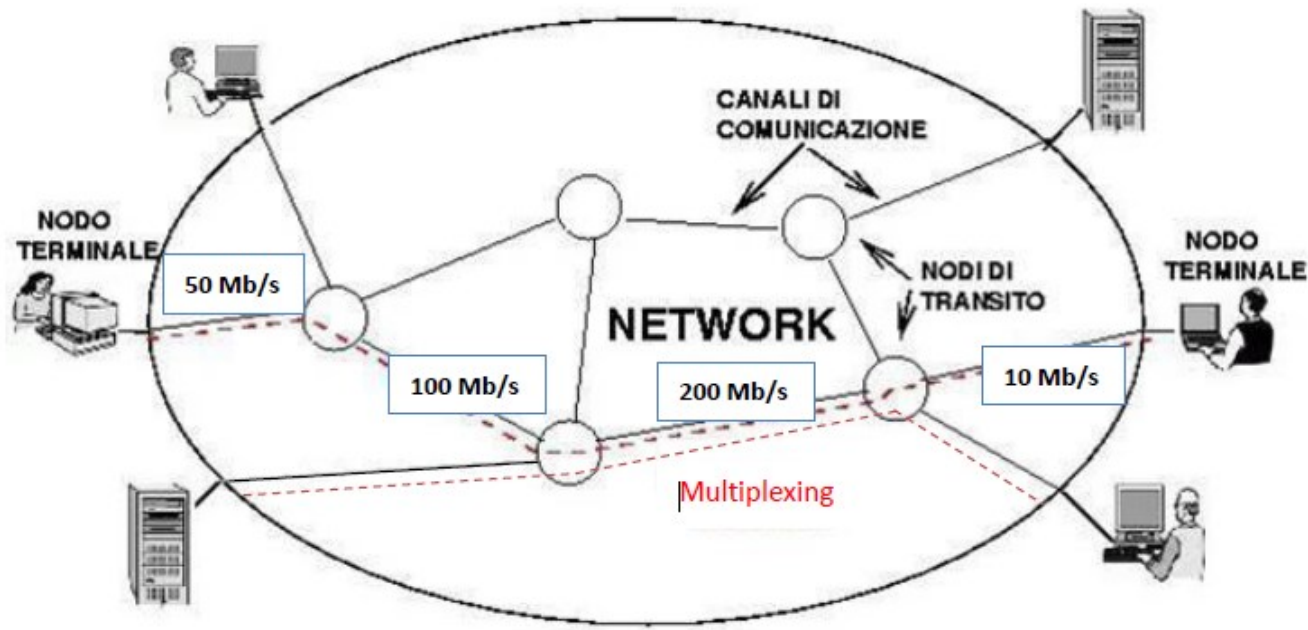 CANALI DI
COMUNICAZIONE
NODO
TERMINALE
50 Mb/s
NODO
TERMINALE
NODI DI
TRANSITO
NETWORK
100 Mb/s
200 Mb/s
10 Mb/s
Multiplexing